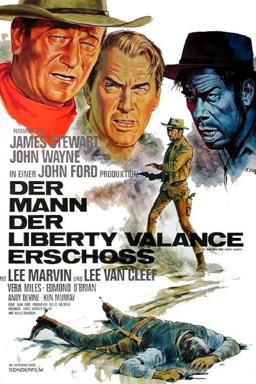 JAMES STEWART
JOHN WAYNE
IN EINER JOHN FORD PRODUKTION
DER
MANN
DER
LIBERTY VALANCE
ERSCHOSS
MIT LEE MARVIN UND LEE VAN CLEEF
VERA MILES · EDMOND O'BRIAN
ANDY DEVINE · KEN MURRAY
SONDERFILM